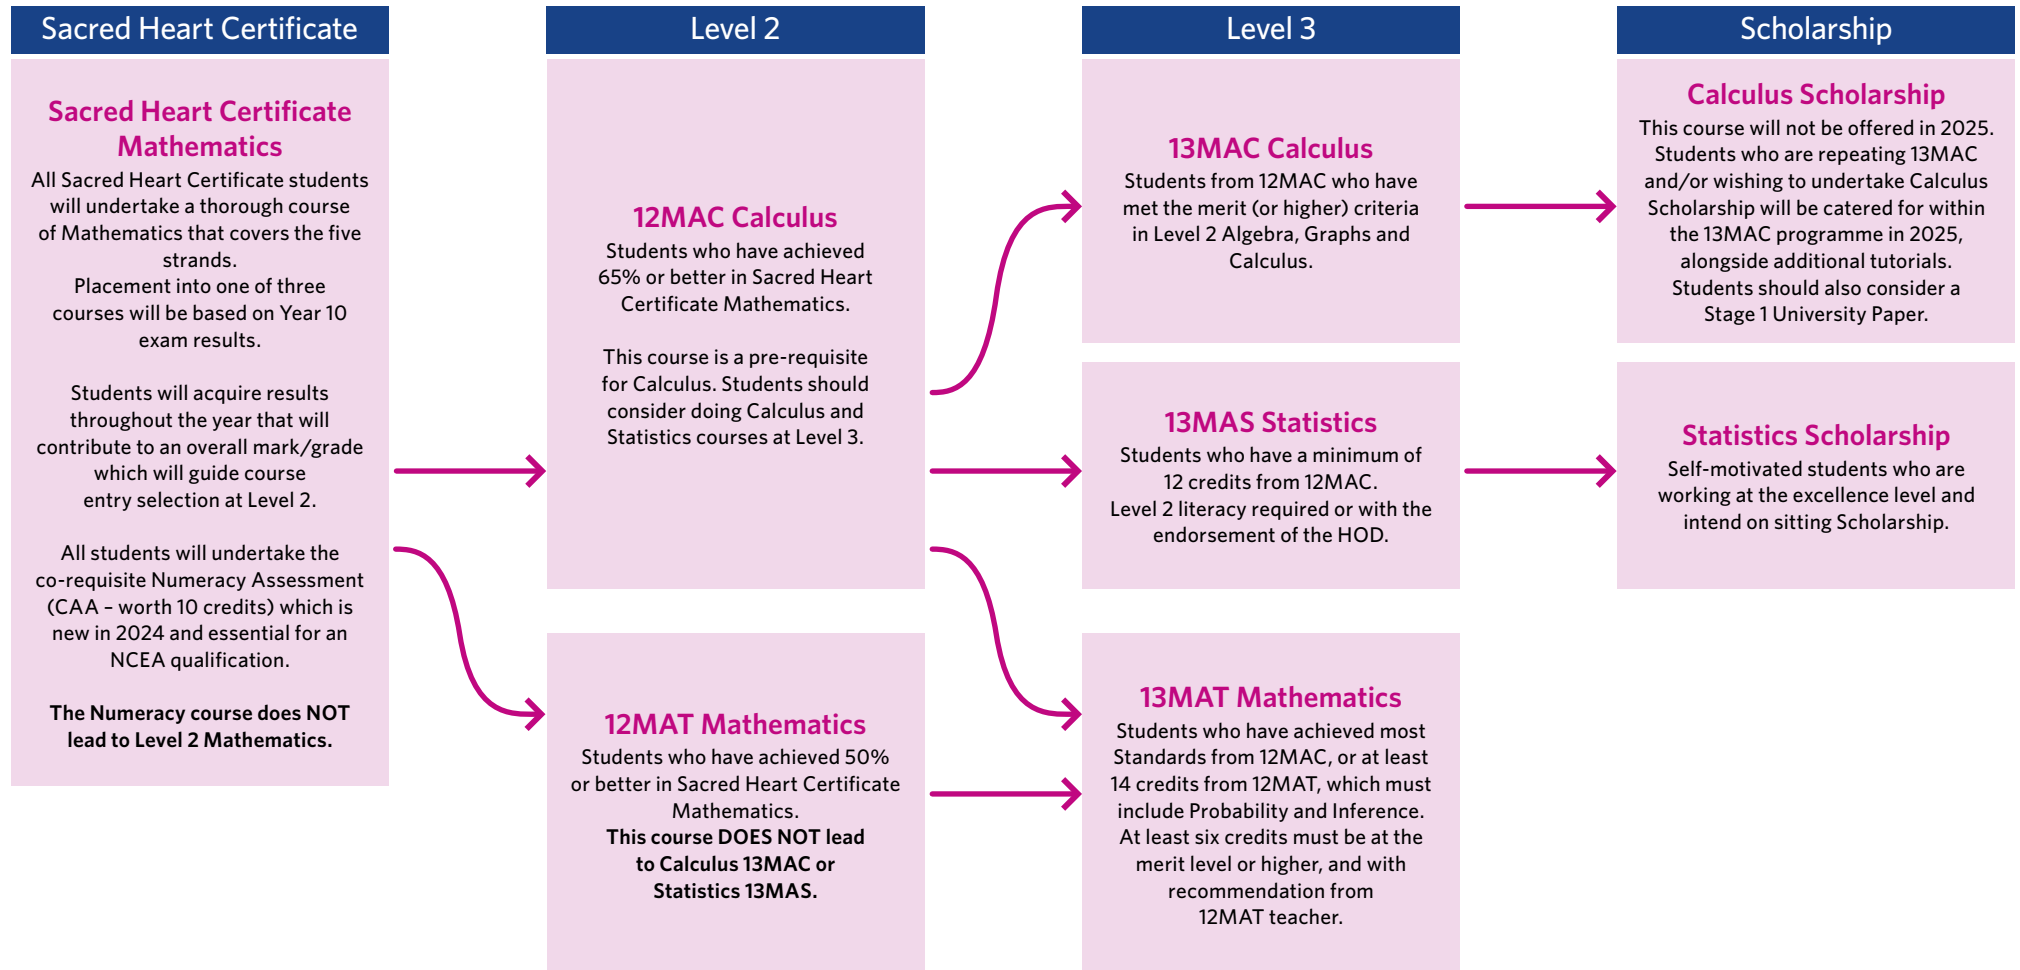 Sacred Heart Certificate
Sacred Heart Certificate
Mathematics
All Sacred Heart Certificate students
will undertake a thorough course
of Mathematics that covers the five
strands.
Placement into one of three
courses will be based on Year 10
exam results.
Students will acquire results
throughout the year that will
contribute to an overall mark/grade
which will guide course
entry selection at Level 2.
All students will undertake the
co-requisite Numeracy Assessment
(CAA – worth 10 credits) which is
new in 2024 and essential for an
NCEA qualification.
The Numeracy course does NOT
lead to Level 2 Mathematics.
Level 2
12MAC Calculus
Students who have achieved
65% or better in Sacred Heart
Certificate Mathematics.
This course is a pre-requisite
for Calculus. Students should
consider doing Calculus and
Statistics courses at Level 3.
12MAT Mathematics
Students who have achieved 50%
or better in Sacred Heart Certificate
Mathematics.
This course DOES NOT lead
to Calculus 13MAC or
Statistics 13MAS.
Level 3
13MAC Calculus
Students from 12MAC who have
met the merit (or higher) criteria
in Level 2 Algebra, Graphs and
Calculus.
13MAS Statistics
Students who have a minimum of
12 credits from 12MAC.
Level 2 literacy required or with the
endorsement of the HOD.
13MAT Mathematics
Students who have achieved most
Standards from 12MAC, or at least
14 credits from 12MAT, which must
include Probability and Inference.
At least six credits must be at the
merit level or higher, and with
recommendation from
12MAT teacher.
Scholarship
Calculus Scholarship
This course will not be offered in 2025.
Students who are repeating 13MAC
and/or wishing to undertake Calculus
Scholarship will be catered for within
the 13MAC programme in 2025,
alongside additional tutorials.
Students should also consider a
Stage 1 University Paper.
Statistics Scholarship
Self-motivated students who are
working at the excellence level and
intend on sitting Scholarship.